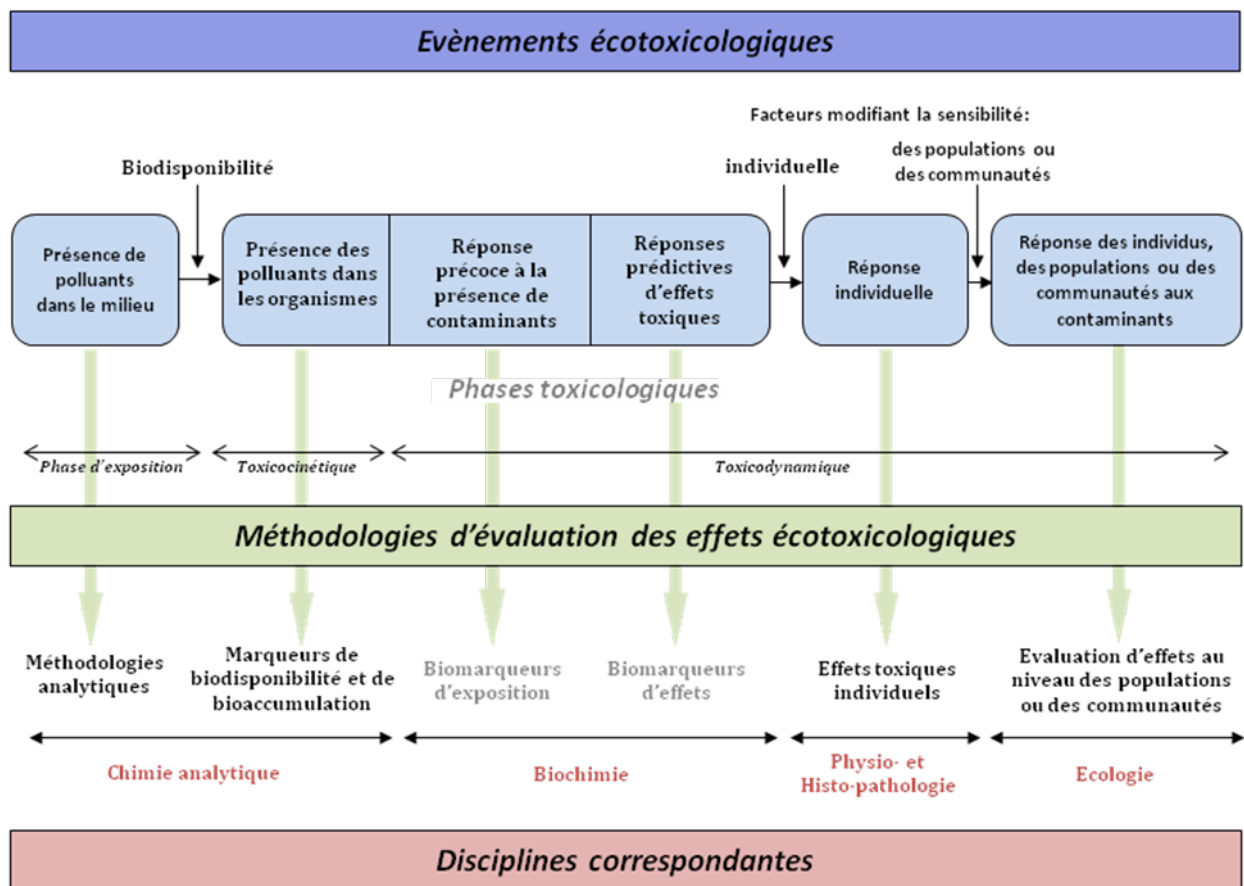 Evènements écotoxicologiques
Facteurs modifiant la sensibilité:
Biodisponibilité
individuelle
des populations ou
des communautés
Présence de
polluants
dans le milieu
Présence des
polluants dans
les organismes
Réponse
précoce à la
présence de
contaminants
Réponses
prédictives
d'effets
toxiques
Réponse
individuelle
Réponse des individus,
des populations ou des
communautés aux
contaminants
Phases toxicologiques
Phase d'exposition
Toxicocinétique
Toxicodynamique
Méthodologies d'évaluation des effets écotoxicologiques
Méthodologies
analytiques
Marqueurs de
biodisponibilité et de
bioaccumulation
Biomarqueurs
d'exposition
Biomarqueurs
d'effets
Effets toxiques
individuels
Evaluation d'effets au
niveau des populations
ou des communautés
Chimie analytique
Biochimie
Physio- et
Histo-pathologie
Ecologie
Disciplines correspondantes